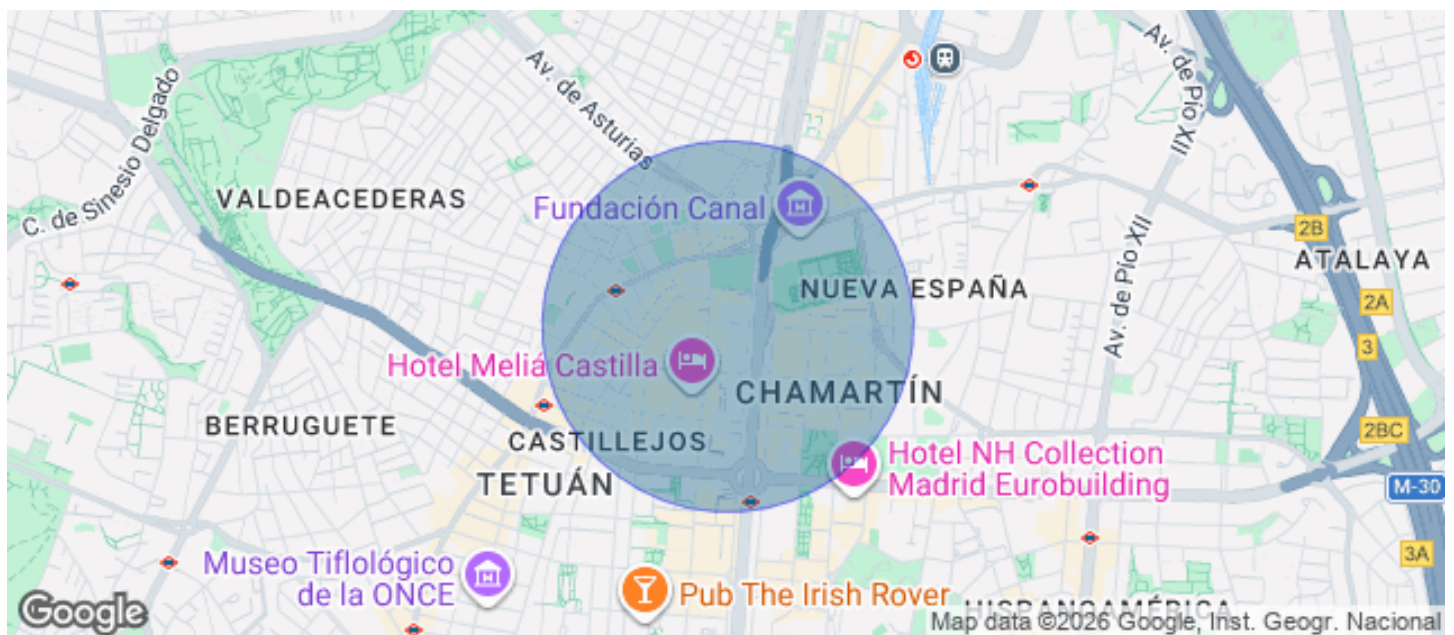 Av. de Asturias
Av. de Pío XII
C. de Sinesio Delgado
VALDEACEDERAS
Fundación Canal
Av. de Pío XII
2B
ATALAYA
NUEVA ESPAÑA
2A
3
Hotel Meliá Castilla
CHAMARTÍN
BERRUGUETE
CASTILLEJOS
2BC
Hotel NH Collection
Madrid Eurobuilding
TETUÁN
M-30
3A
Museo Tiflológico
de la ONCE
Pub The Irish Rover
HISPANOAMÉRICA
Google
Map data ©2026 Google, Inst. Geogr. Nacional